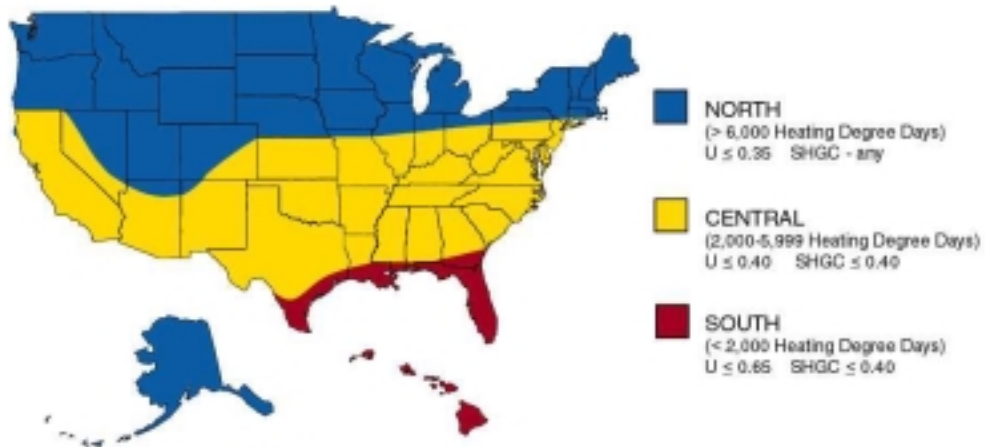 NORTH
(> 6,000 Heating Degree Days)
U ≤ 0.35 SHGC - any
CENTRAL
(2,000-5,999 Heating Degree Days)
U ≤ 0.40 SHGC ≤ 0.40
SOUTH
(< 2,000 Heating Degree Days)
U ≤ 0.65 SHGC ≤ 0.40